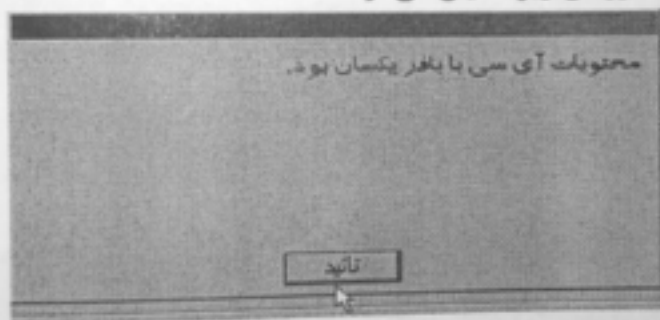 محتویات آی سی با بافر یکسان بود.
تائید